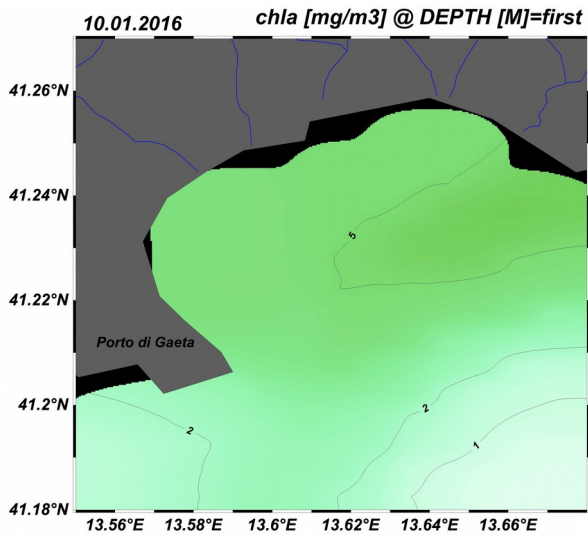 10.01.2016 chla [mg/m3] @ DEPTH [M]=first
41.26°N
41.24°N
5
41.22°N
Porto di Gaeta
41.2°N
2
2
1
41.18°N
13.56°E 13.58°E 13.6°E 13.62°E 13.64°E 13.66°E